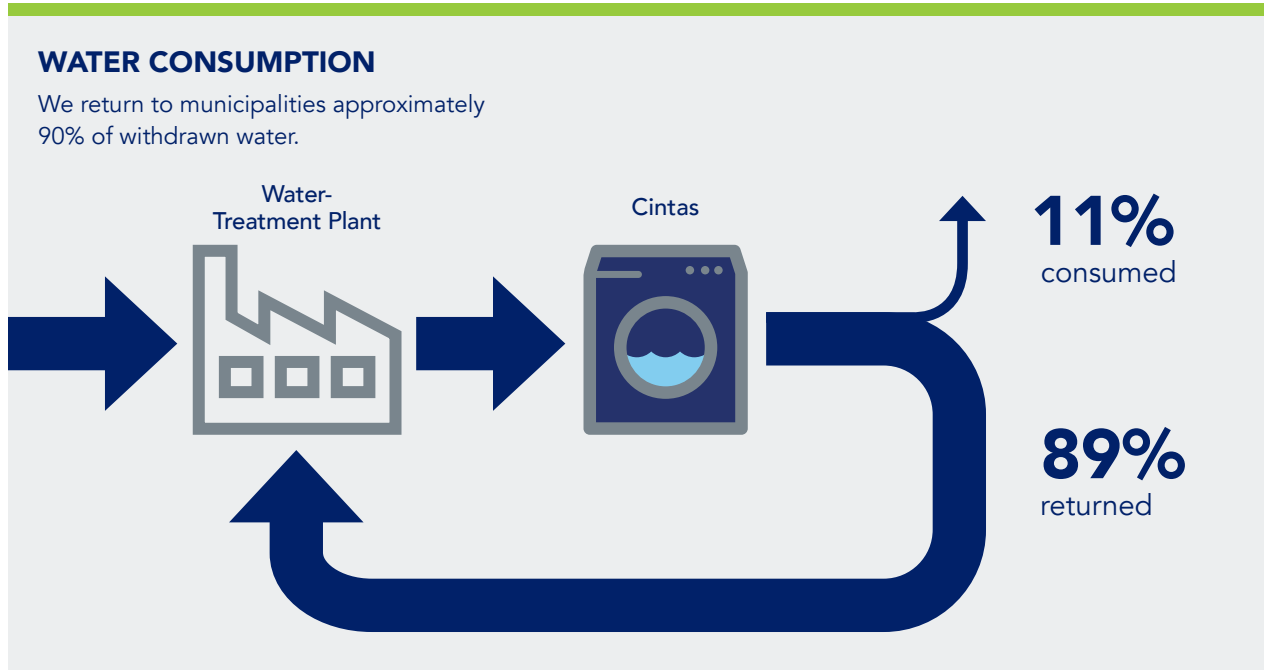 WATER CONSUMPTION
We return to municipalities approximately
90% of withdrawn water.
Water-
Treatment Plant
Cintas
11%
consumed
89%
returned